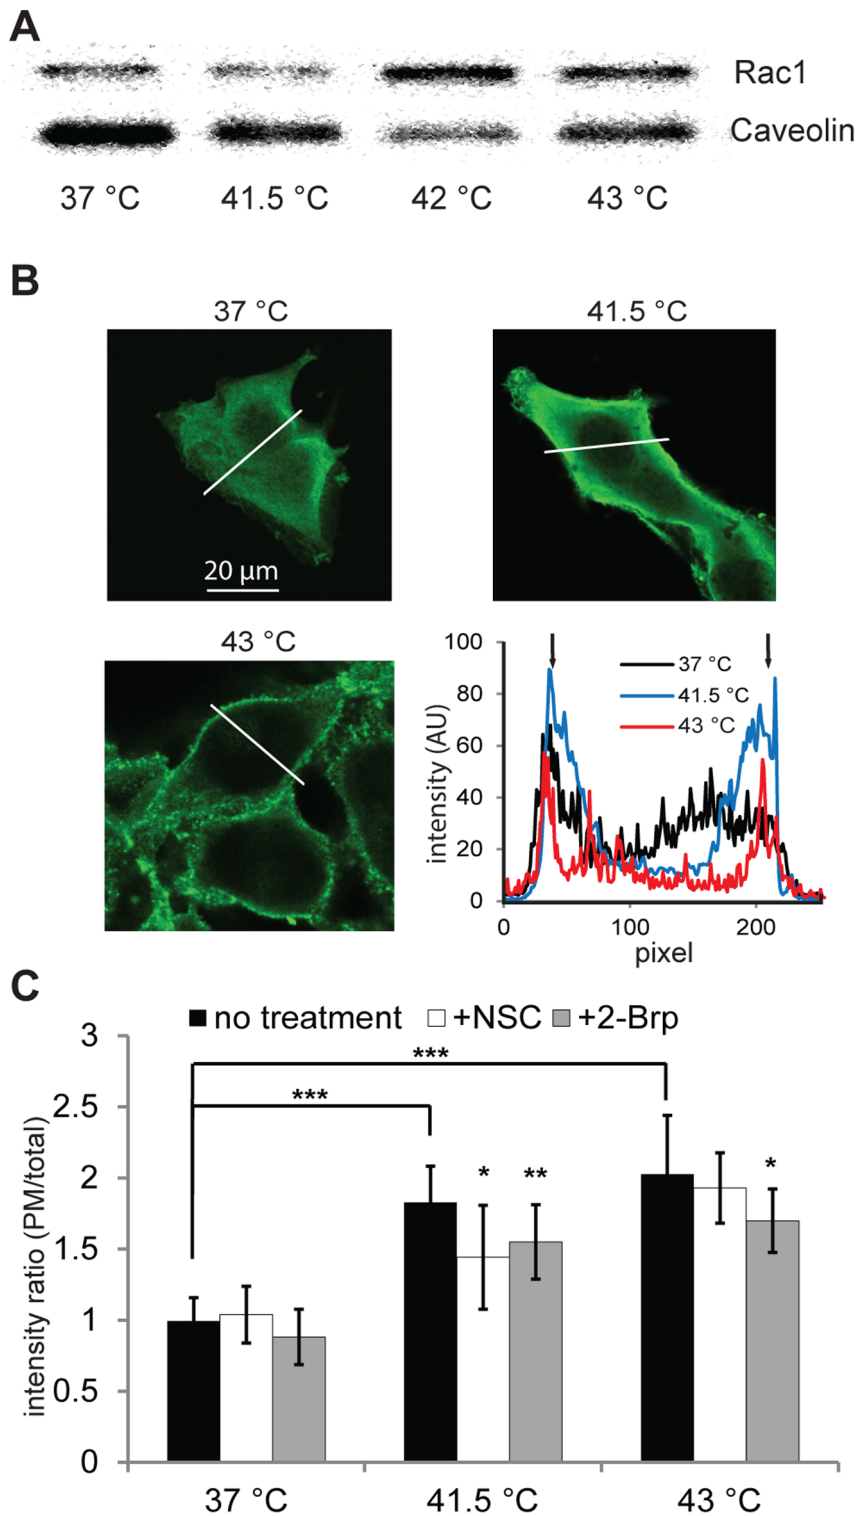 A
Rac1
Caveolin
37 °C 41.5 °C 42 °C 43 °C
B
37 °C 41.5 °C
20 μm
43 °C
100
80
60
40
20
0
intensity (AU)
37 °C
41.5 °C
43 °C
0 100 200
pixel
C
no treatment +NSC +2-Brp
3
2.5
2
1.5
1
0.5
0
intensity ratio (PM/total)
***
***
* **
*
37 °C 41.5 °C 43 °C